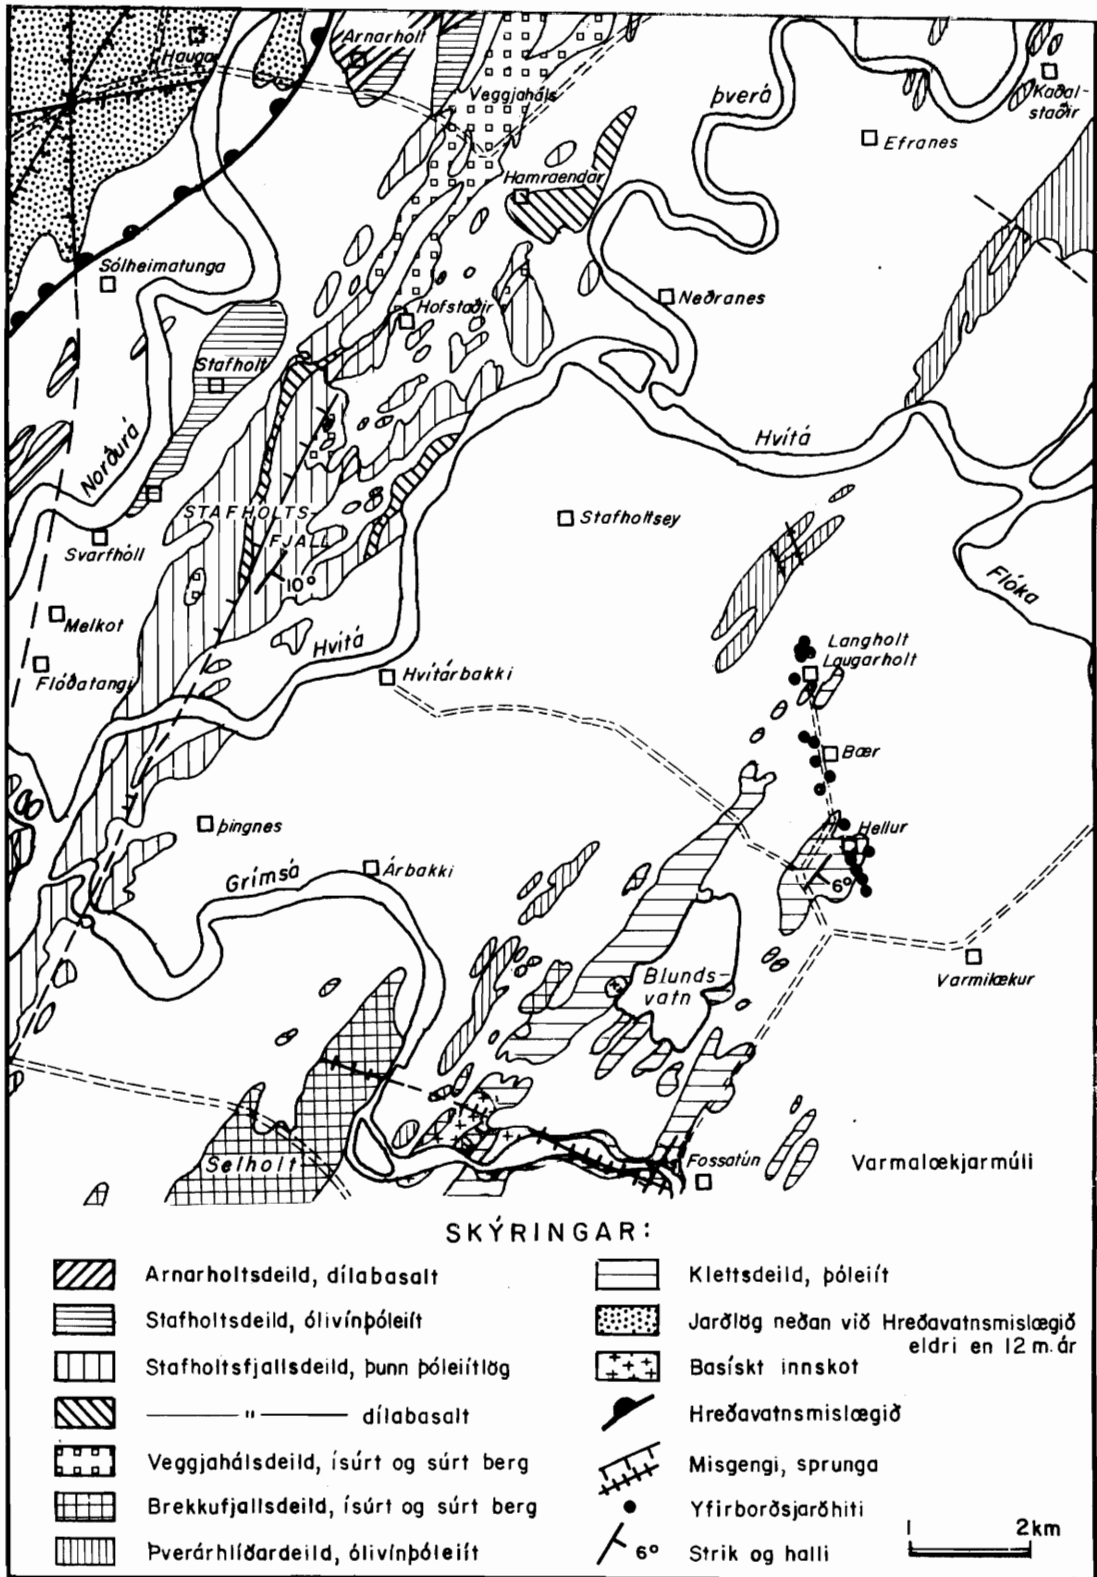 Haugar
Arnarholt
Veggjaháls
Þverá
Kaðal-
staðir
Efranes
Hamraendar
Sólheimatunga
Neðranes
Hofstaðir
Stafholt
Norðurá
Hvítá
STAFHOLTS-
FJALL
Stafholtsey
Svarfhóll
10°
Flóka
Melkot
Langholt
Laugarholt
Hvítá
Flóðatangi
Hvítárbakki
Bær
Þingnes
Hellur
Grímsá
Árbakki
6°
Varmilækur
Blunds-
vatn
Selholt
Fossatún
Varmalækjarmúli
SKÝRINGAR:
Arnarholtsdeild, dílabasalt
Stafholtsdeild, ólivínþóleiít
Stafholtsfjallsdeild, þunn þóleiítlög
——— " ——— dílabasalt
Veggjahálsdeild, ísúrt og súrt berg
Brekkufjallsdeild, ísúrt og súrt berg
Þverárhlíðardeild, ólivínþóleiít
Klettsdeild, þóleiít
Jarðlög neðan við Hreðavatnsmislægið
eldri en 12 m. ár
Basískt innskot
Hreðavatnsmislægið
Misgengi, sprunga
Yfirborðsjarðhiti
6° Strik og halli
2km